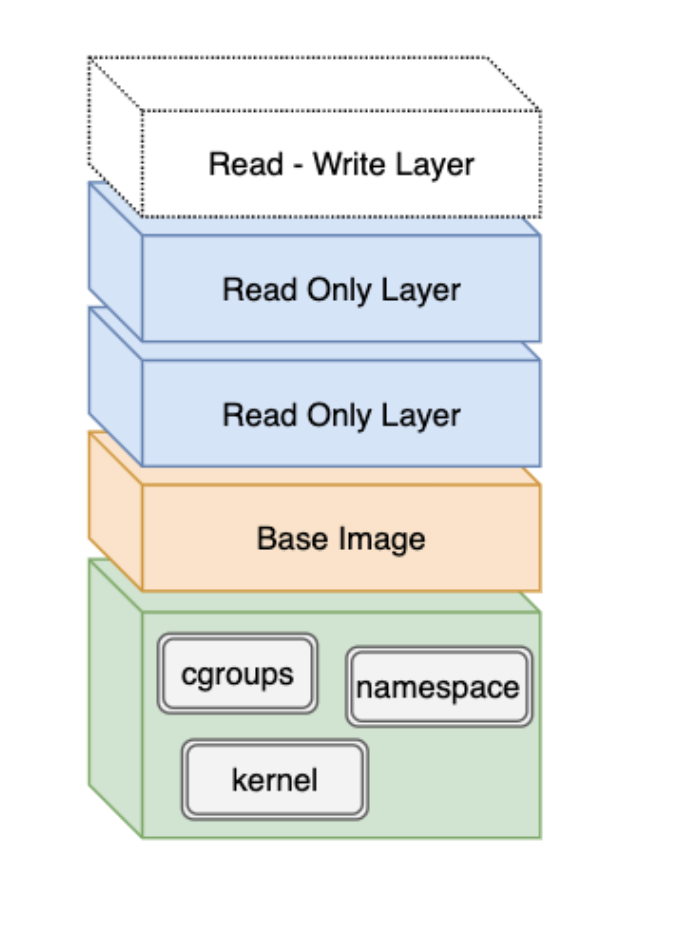 Read - Write Layer
Read Only Layer
Read Only Layer
Base Image
cgroups
namespace
kernel